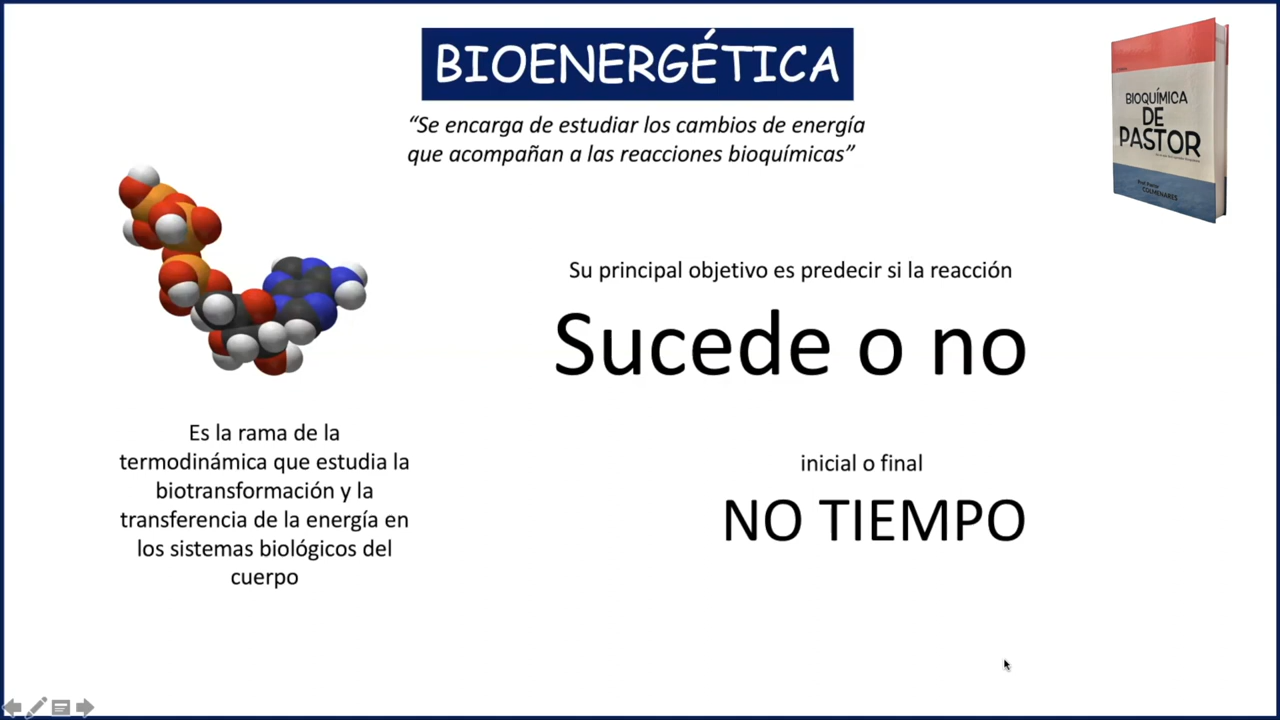 BIOENERGÉTICA
“Se encarga de estudiar los cambios de energía
que acompañan a las reacciones bioquímicas”
BIOQUÍMICA
DE
PASTOR
COLMENARES
Su principal objetivo es predecir si la reacción
Sucede o no
inicial o final
NO TIEMPO
Es la rama de la
termodinámica que estudia la
biotransformación y la
transferencia de la energía en
los sistemas biológicos del
cuerpo